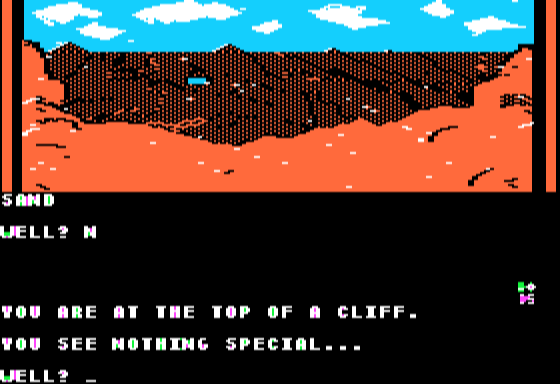 SAND
WELL? N
YOU ARE AT THE TOP OF A CLIFF.
YOU SEE NOTHING SPECIAL...
WELL? _